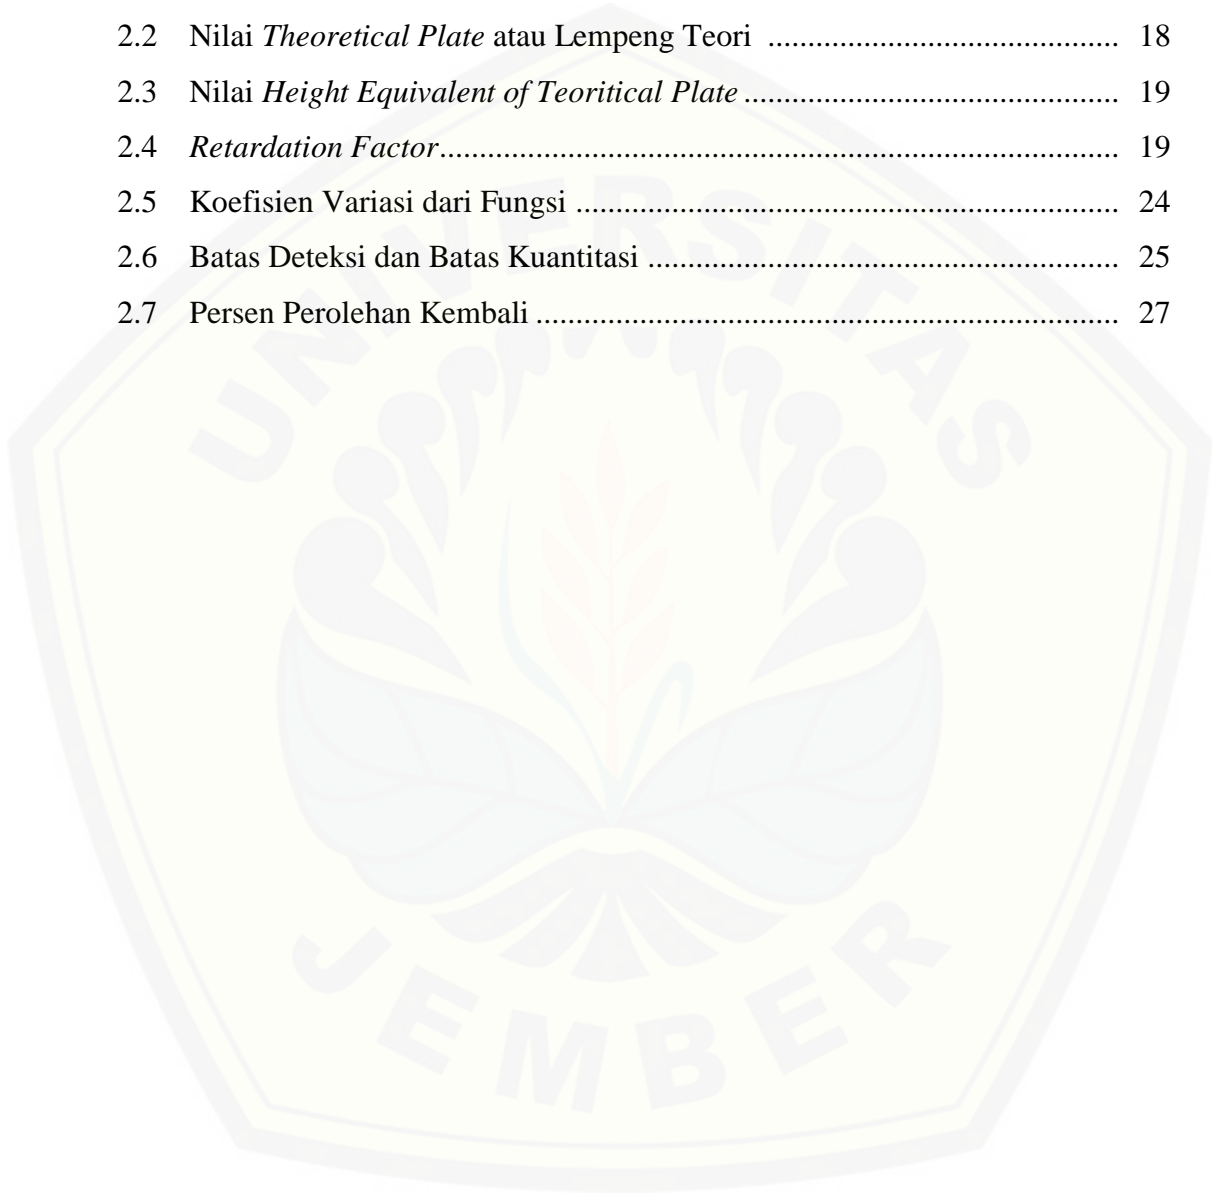 2.2 Nilai Theoretical Plate atau Lempeng Teori ..................................... 18
2.3 Nilai Height Equivalent of Teoritical Plate ........................................ 19
2.4 Retardation Factor........................................................................ 19
2.5 Koefisien Variasi dari Fungsi .......................................................... 24
2.6 Batas Deteksi dan Batas Kuantitasi .................................................. 25
2.7 Persen Perolehan Kembali .............................................................. 27
UNIVERSITAS
JEMBER